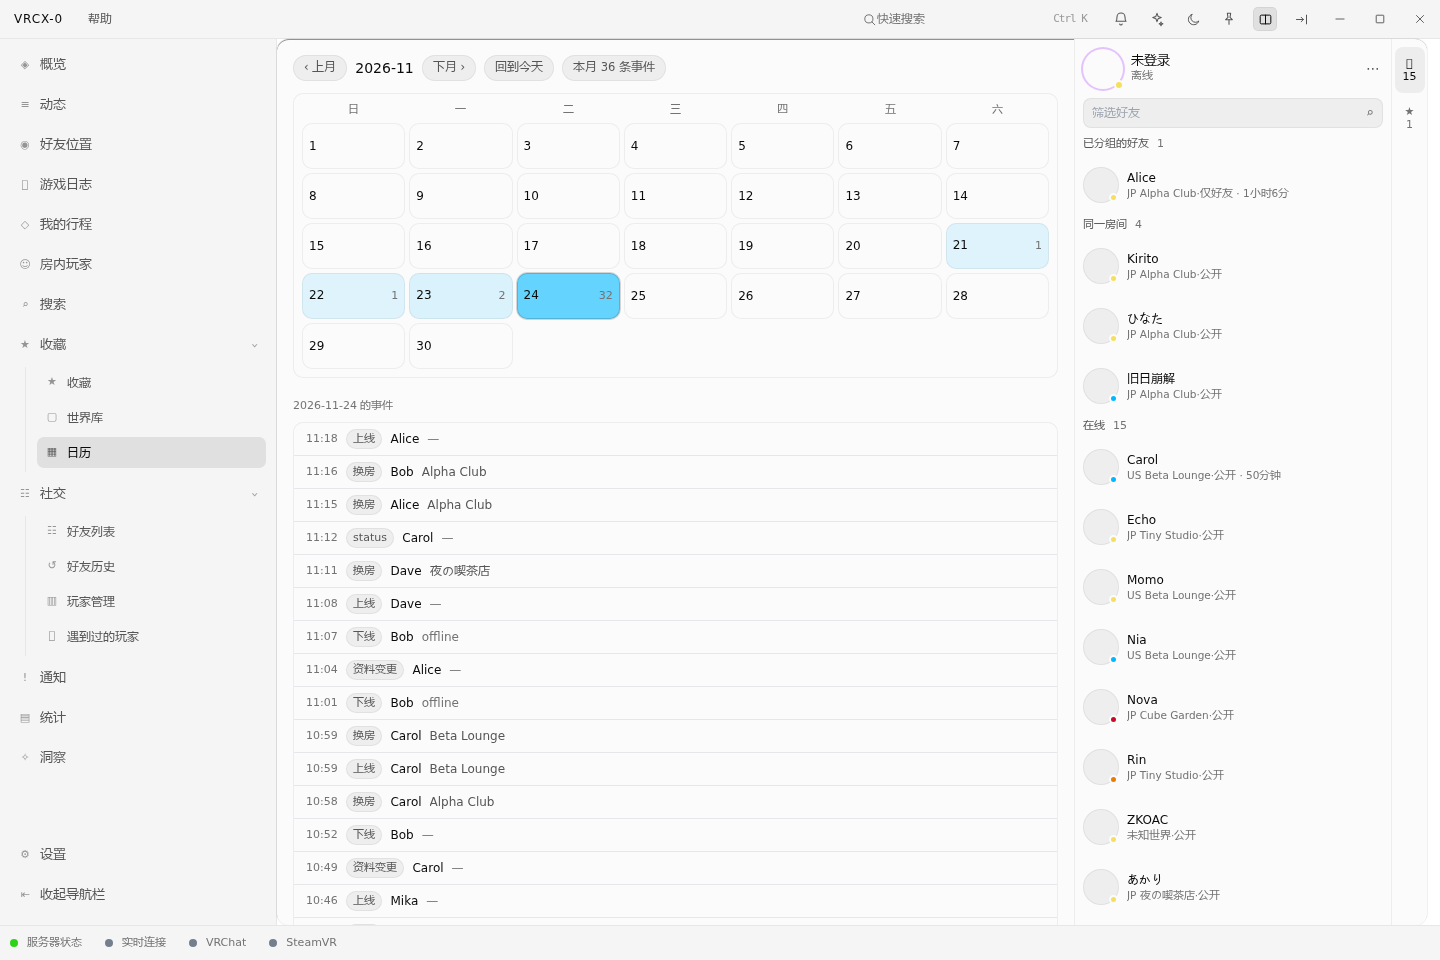 VRCX-0
帮助
快速搜索
Ctrl K
概览
动态
好友位置
游戏日志
我的行程
房内玩家
搜索
收藏
收藏
世界库
日历
社交
好友列表
好友历史
玩家管理
遇到过的玩家
通知
统计
洞察
设置
收起导航栏
‹ 上月
2026-11
下月 ›
回到今天
本月 36 条事件
日 一 二 三 四 五 六
1 2 3 4 5 6 7
8 9 10 11 12 13 14
15 16 17 18 19 20 21 1
22 1 23 2 24 32 25 26 27 28
29 30
2026-11-24 的事件
11:18 上线 Alice —
11:16 换房 Bob Alpha Club
11:15 换房 Alice Alpha Club
11:12 status Carol —
11:11 换房 Dave 夜の喫茶店
11:08 上线 Dave —
11:07 下线 Bob offline
11:04 资料变更 Alice —
11:01 下线 Bob offline
10:59 换房 Carol Beta Lounge
10:59 上线 Carol Beta Lounge
10:58 换房 Carol Alpha Club
10:52 下线 Bob —
10:49 资料变更 Carol —
10:46 上线 Mika —
未登录
离线
筛选好友
已分组的好友 1
Alice
JP Alpha Club·仅好友 · 1小时6分
同一房间 4
Kirito
JP Alpha Club·公开
ひなた
JP Alpha Club·公开
旧日崩解
JP Alpha Club·公开
在线 15
Carol
US Beta Lounge·公开 · 50分钟
Echo
JP Tiny Studio·公开
Momo
US Beta Lounge·公开
Nia
US Beta Lounge·公开
Nova
JP Cube Garden·公开
Rin
JP Tiny Studio·公开
ZKOAC
未知世界·公开
あかり
JP 夜の喫茶店·公开
15
1
服务器状态
实时连接
VRChat
SteamVR